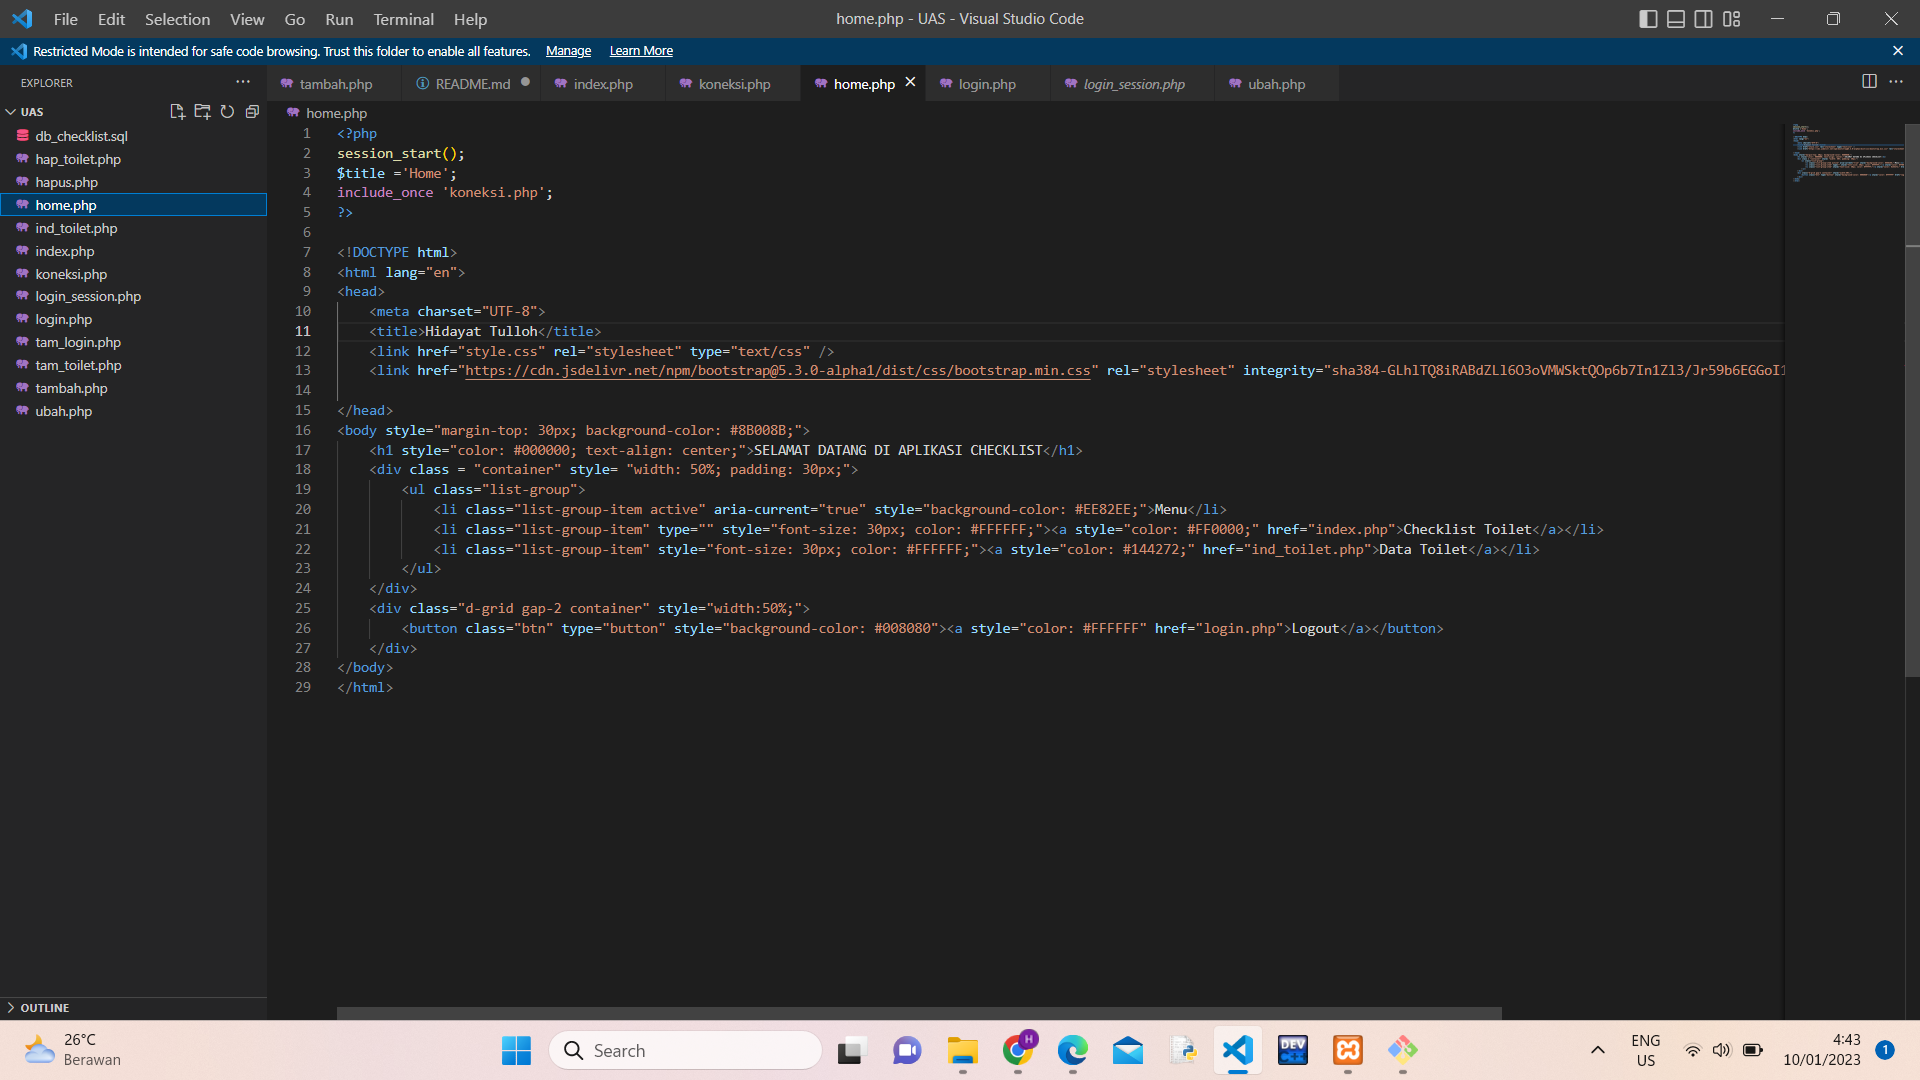 File Edit Selection View Go Run Terminal Help
home.php - UAS - Visual Studio Code
Restricted Mode is intended for safe code browsing. Trust this folder to enable all features. Manage Learn More
EXPLORER
tambah.php README.md index.php koneksi.php home.php login.php login_session.php ubah.php
UAS
db_checklist.sql
hap_toilet.php
hapus.php
home.php
ind_toilet.php
index.php
koneksi.php
login_session.php
login.php
tam_login.php
tam_toilet.php
tambah.php
ubah.php
OUTLINE
home.php
1 <?php
2 session_start();
3 $title ='Home';
4 include_once 'koneksi.php';
5 ?>
6
7 <!DOCTYPE html>
8 <html lang="en">
9 <head>
10 <meta charset="UTF-8">
11 <title>Hidayat Tulloh</title>
12 <link href="style.css" rel="stylesheet" type="text/css" />
13 <link href="https://cdn.jsdelivr.net/npm/bootstrap@5.3.0-alpha1/dist/css/bootstrap.min.css" rel="stylesheet" integrity="sha384-GLhlTQ8iRABdZLl6O3oVMWSktQOp6b7In1Zl3/Jr59b6EGGoI1
14
15 </head>
16 <body style="margin-top: 30px; background-color: #8B008B;">
17 <h1 style="color: #000000; text-align: center;">SELAMAT DATANG DI APLIKASI CHECKLIST</h1>
18 <div class = "container" style= "width: 50%; padding: 30px;">
19 <ul class="list-group">
20 <li class="list-group-item active" aria-current="true" style="background-color: #EE82EE;">Menu</li>
21 <li class="list-group-item" type="" style="font-size: 30px; color: #FFFFFF;"><a style="color: #FF0000;" href="index.php">Checklist Toilet</a></li>
22 <li class="list-group-item" style="font-size: 30px; color: #FFFFFF;"><a style="color: #144272;" href="ind_toilet.php">Data Toilet</a></li>
23 </ul>
24 </div>
25 <div class="d-grid gap-2 container" style="width:50%;">
26 <button class="btn" type="button" style="background-color: #008080"><a style="color: #FFFFFF" href="login.php">Logout</a></button>
27 </div>
28 </body>
29 </html>
26°C
Berawan
Search
H
DEV
ENG
US
4:43
10/01/2023
1